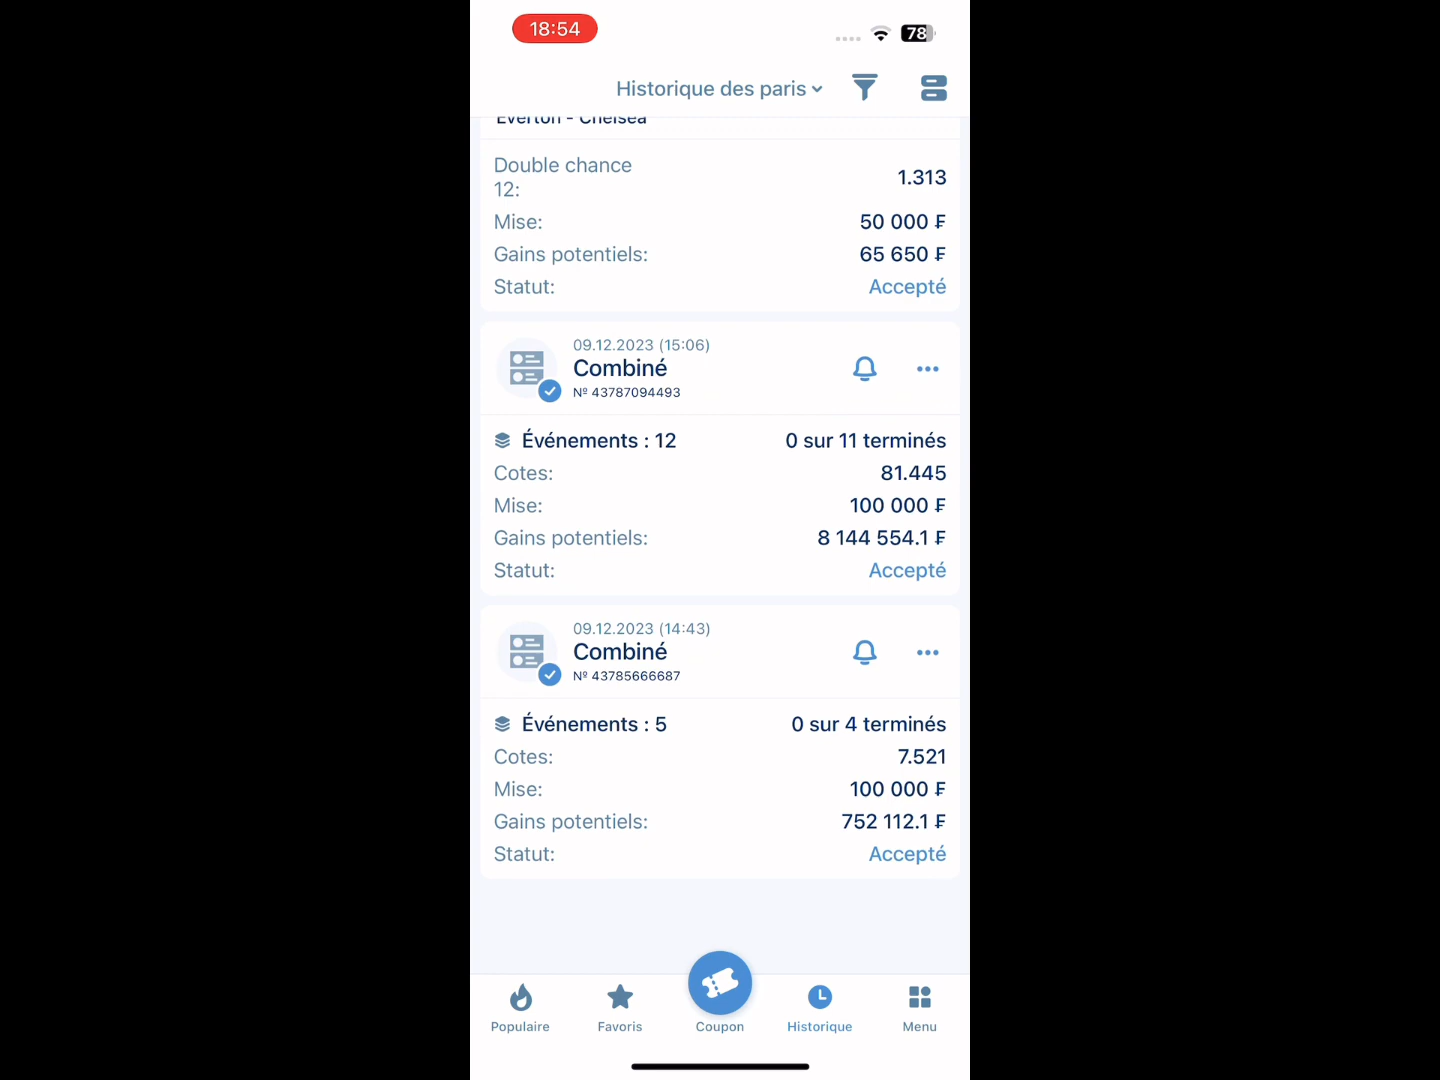 18:54
78
Historique des paris
Everton - Chelsea
Double chance
12:
1.313
Mise:
50 000 ₣
Gains potentiels:
65 650 ₣
Statut:
Accepté
09.12.2023 (15:06)
Combiné
Nº 43787094493
Événements : 12
0 sur 11 terminés
Cotes:
81.445
Mise:
100 000 ₣
Gains potentiels:
8 144 554.1 ₣
Statut:
Accepté
09.12.2023 (14:43)
Combiné
Nº 43785666687
Événements : 5
0 sur 4 terminés
Cotes:
7.521
Mise:
100 000 ₣
Gains potentiels:
752 112.1 ₣
Statut:
Accepté
Populaire
Favoris
Coupon
Historique
Menu